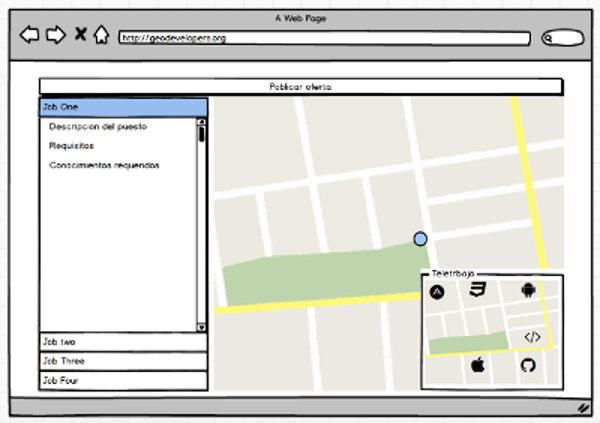 A Web Page
http://geodevelopers.org
Publicar oferta
Job One
Descripcion del puesto
Requisitos
Conocimientos requeridos
Job two
Job Three
Job Four
Teletrbajo
</>